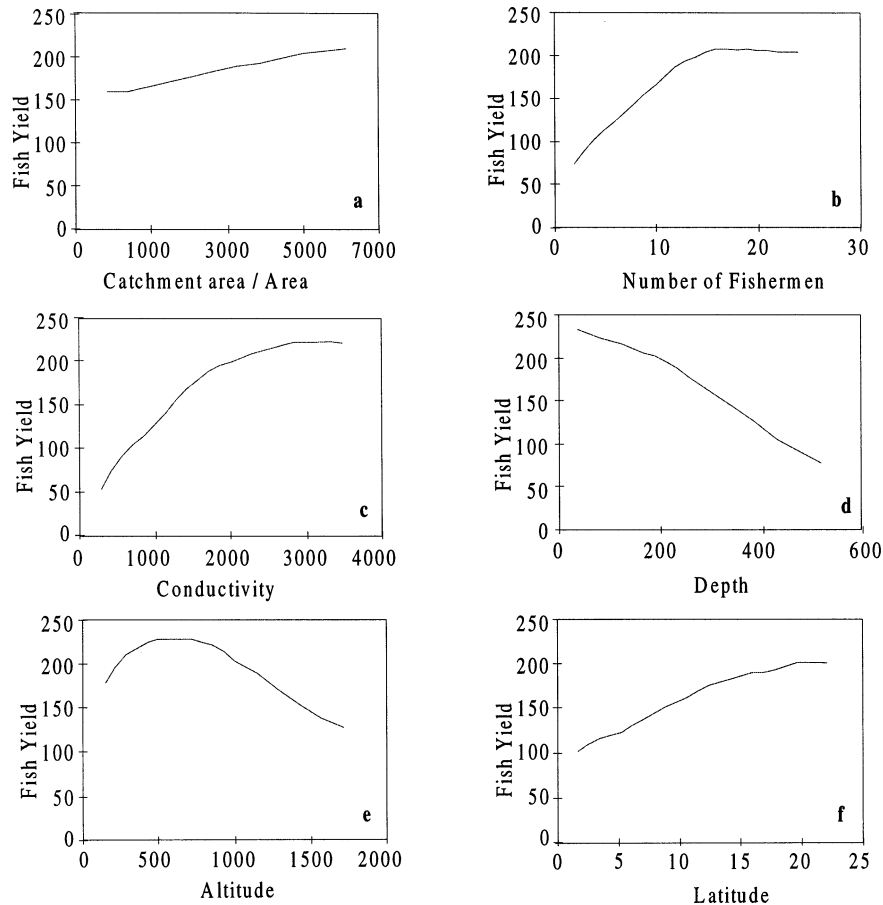 250
200
150
100
50
0
Fish Yield
a
0 1000 3000 5000 7000
Catchment area / Area
250
200
150
100
50
0
Fish Yield
b
0 10 20 30
Number of Fishermen
250
200
150
100
50
0
Fish Yield
c
0 1000 2000 3000 4000
Conductivity
250
200
150
100
50
0
Fish Yield
d
0 200 400 600
Depth
250
200
150
100
50
0
Fish Yield
e
0 500 1000 1500 2000
Altitude
250
200
150
100
50
0
Fish Yield
f
0 5 10 15 20 25
Latitude